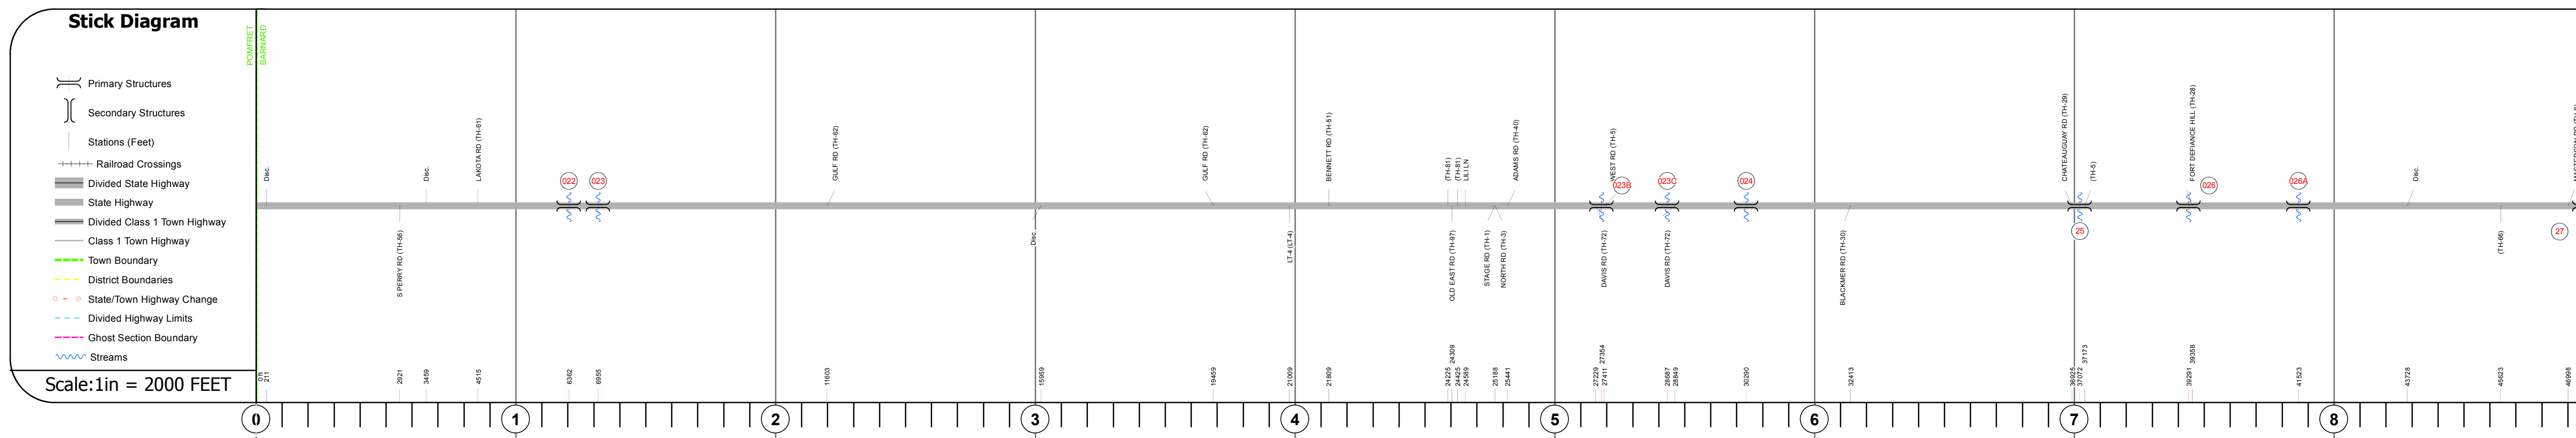 Stick Diagram
Primary Structures
Secondary Structures
Stations (Feet)
Railroad Crossings
Divided State Highway
State Highway
Divided Class 1 Town Highway
Class 1 Town Highway
Town Boundary
District Boundaries
State/Town Highway Change
Divided Highway Limits
Ghost Section Boundary
Streams
Scale:1in = 2000 FEET
POMFRET
BARNARD
Disc.
S PERRY RD (TH-56)
Disc.
LAKOTA RD (TH-61)
022
023
GULF RD (TH-62)
Disc.
GULF RD (TH-62)
LT-4 (LT-4)
BENNETT RD (TH-51)
(TH-81)
OLD EAST RD (TH-97)
(TH-81)
LILI LN
STAGE RD (TH-1)
NORTH RD (TH-3)
ADAMS RD (TH-40)
DAVIS RD (TH-72)
WEST RD (TH-5)
023B
023C
DAVIS RD (TH-72)
024
BLACKMER RD (TH-30)
CHATEAUGUAY RD (TH-29)
25
(TH-5)
FORT DEFIANCE HILL (TH-28)
026
026A
Disc.
(TH-66)
27
0 ft
211
2921
3459
4515
6362
6955
11603
15959
19459
21009
21809
24225
24309
24425
24589
25188
25441
27229
27354
27411
28687
28849
30290
32413
36925
37072
37173
39291
39358
41523
43728
45623
46998
0
1
2
3
4
5
6
7
8